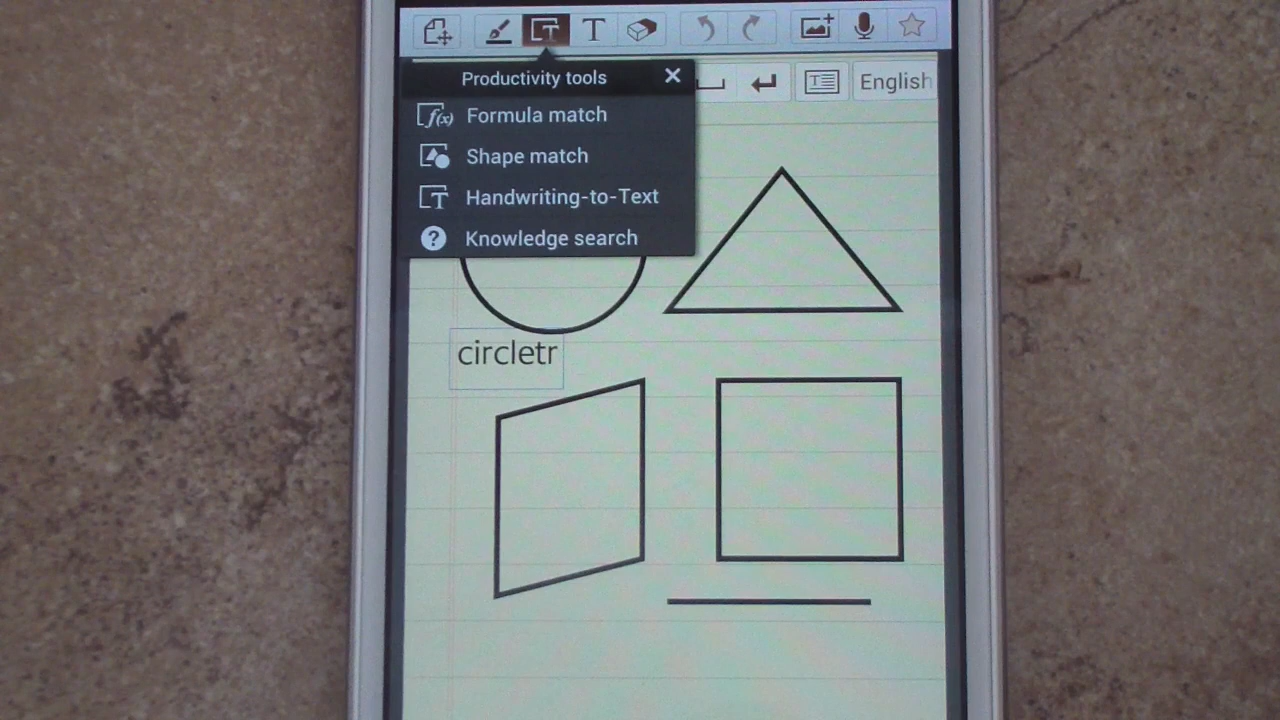 T T
Productivity tools
English
f(x) Formula match
Shape match
T Handwriting-to-Text
? Knowledge search
circletr